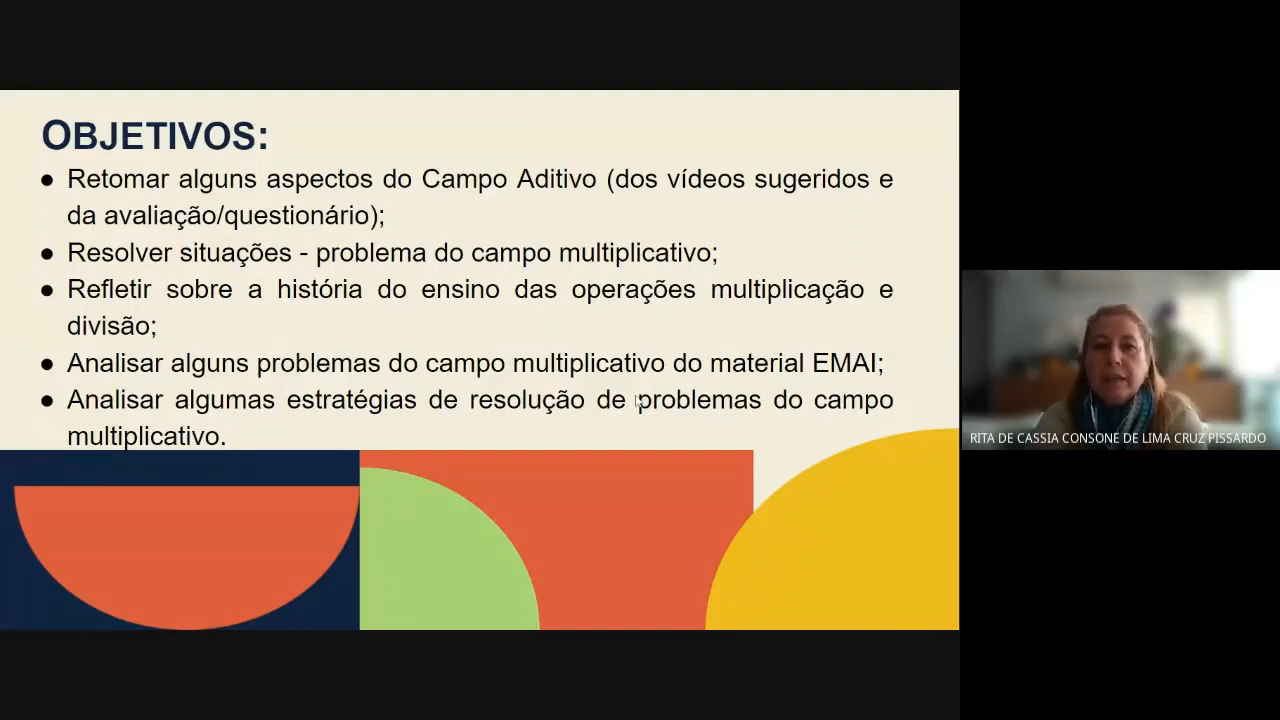 OBJETIVOS:
● Retomar alguns aspectos do Campo Aditivo (dos vídeos sugeridos e
da avaliação/questionário);
● Resolver situações - problema do campo multiplicativo;
● Refletir sobre a história do ensino das operações multiplicação e
divisão;
● Analisar alguns problemas do campo multiplicativo do material EMAI;
● Analisar algumas estratégias de resolução de problemas do campo
multiplicativo.
RITA DE CASSIA CONSONE DE LIMA CRUZ PISSARDO